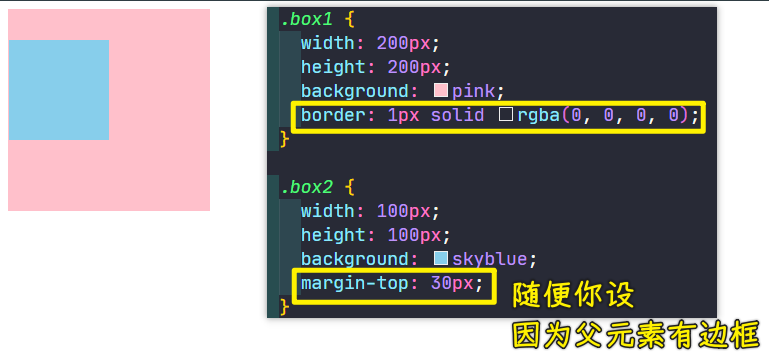 .box1 {
width: 200px;
height: 200px;
background: pink;
border: 1px solid rgba(0, 0, 0, 0);
}
.box2 {
width: 100px;
height: 100px;
background: skyblue;
margin-top: 30px;
}
随便你设
因为父元素有边框